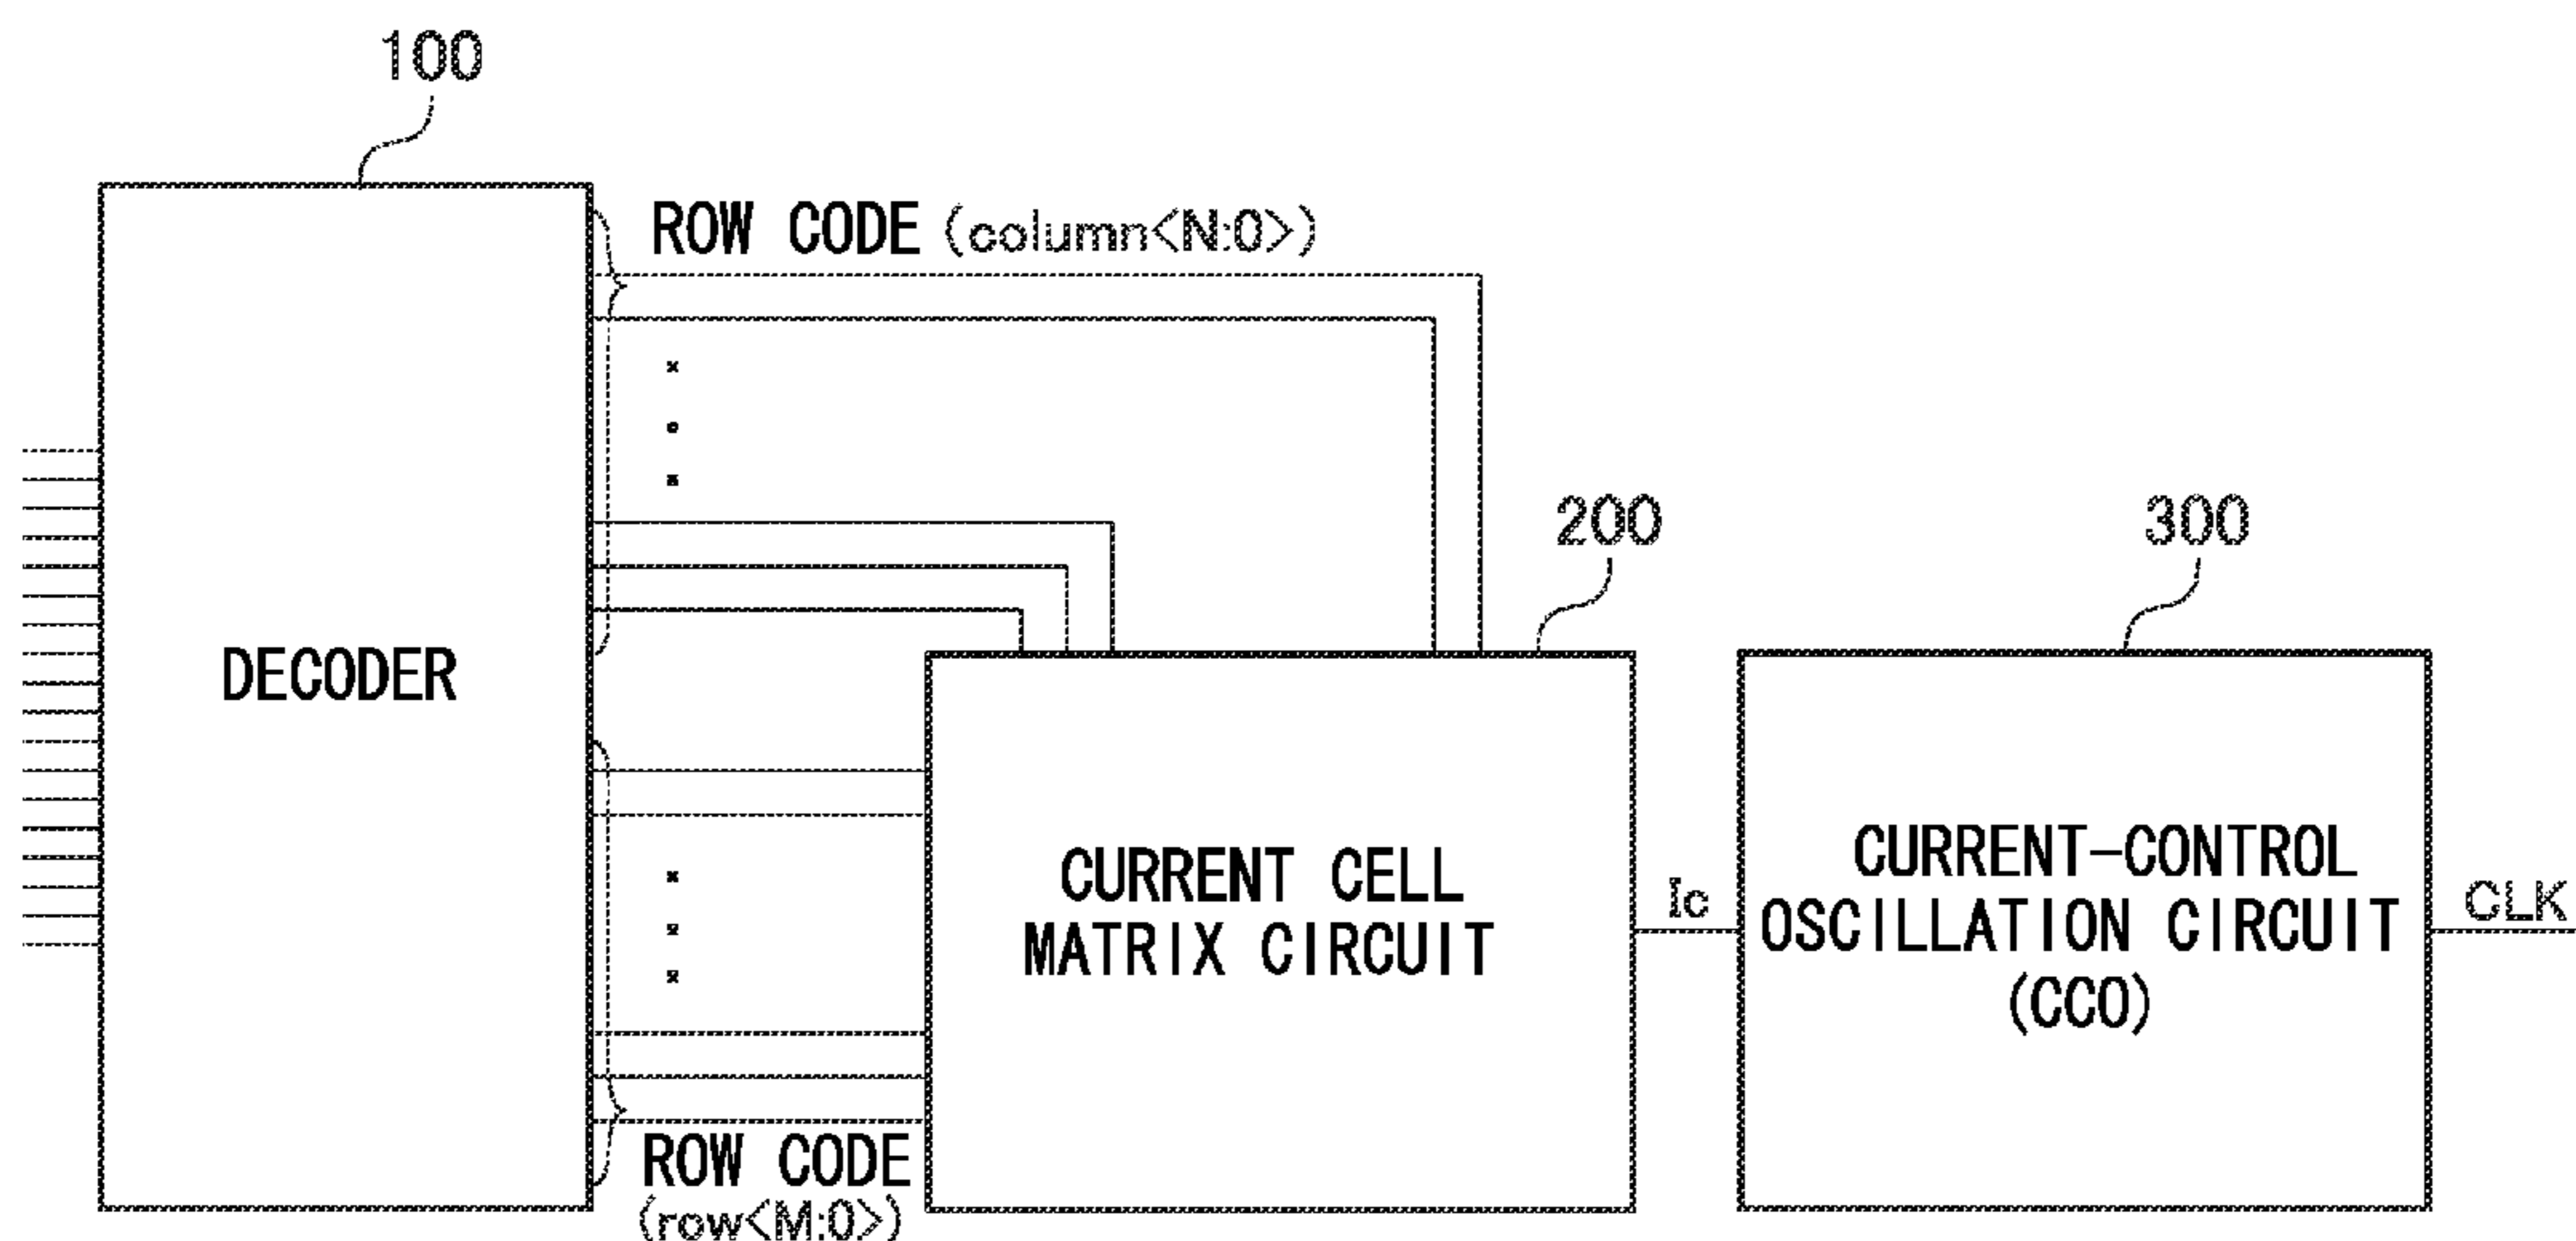 100
ROW CODE (column<N:0>)
200
300
DECODER
CURRENT CELL
MATRIX CIRCUIT
Ic
CURRENT-CONTROL
OSCILLATION CIRCUIT
(CCO)
CLK
ROW CODE
(row<M:0>)